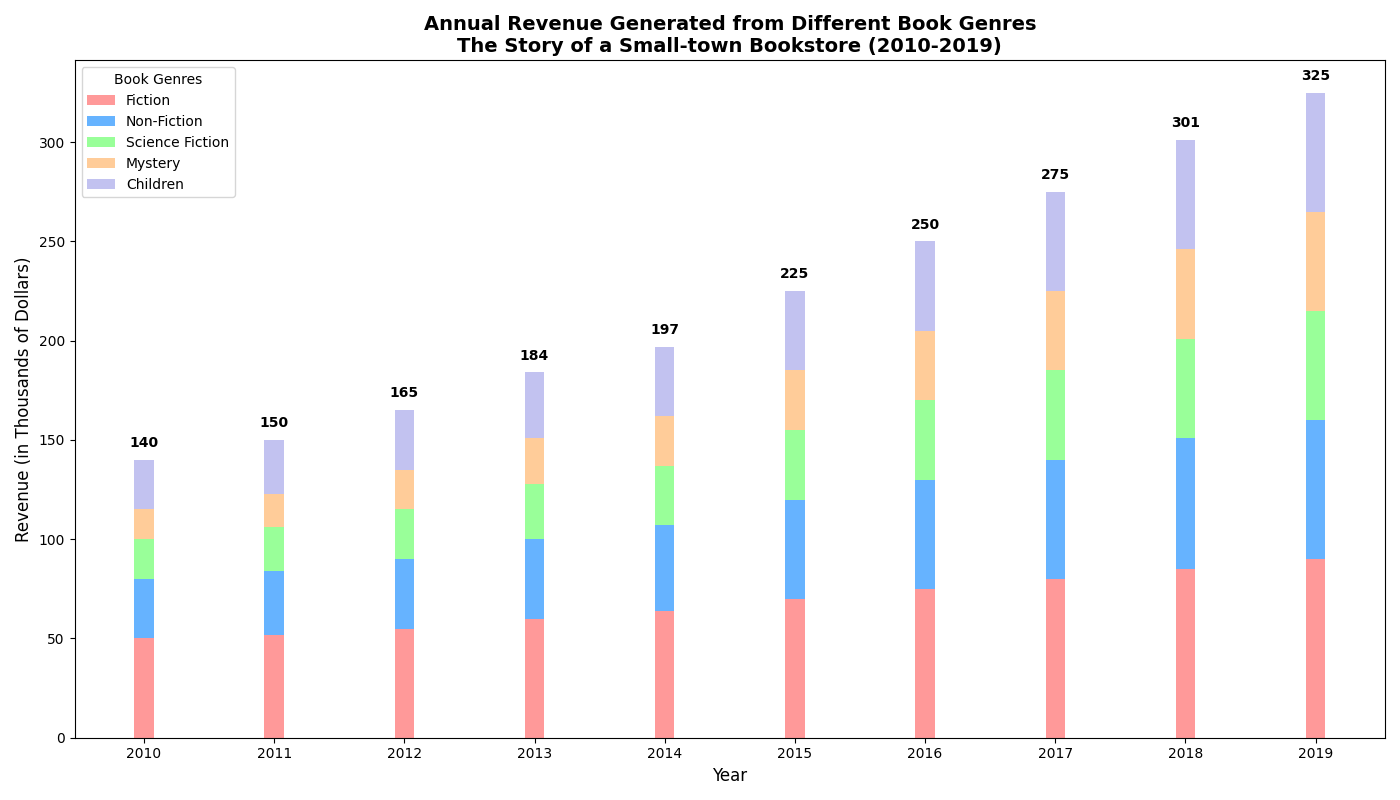 Annual Revenue Generated from Different Book Genres
The Story of a Small-town Bookstore (2010-2019)
Book Genres
Fiction
Non-Fiction
Science Fiction
Mystery
Children
Revenue (in Thousands of Dollars)
300
250
200
150
100
50
0
140
150
165
184
197
225
250
275
301
325
2010
2011
2012
2013
2014
2015
2016
2017
2018
2019
Year